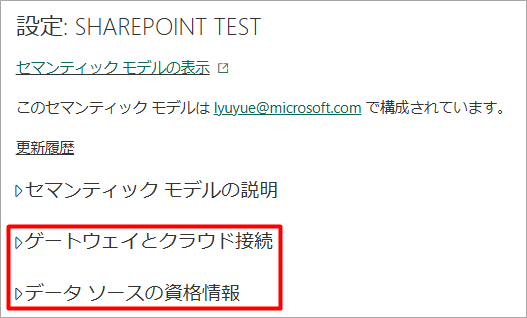 設定: SHAREPOINT TEST
セマンティック モデルの表示
このセマンティック モデルは lyuyue@microsoft.com で構成されています。
更新履歴
セマンティック モデルの説明
ゲートウェイとクラウド接続
データ ソースの資格情報